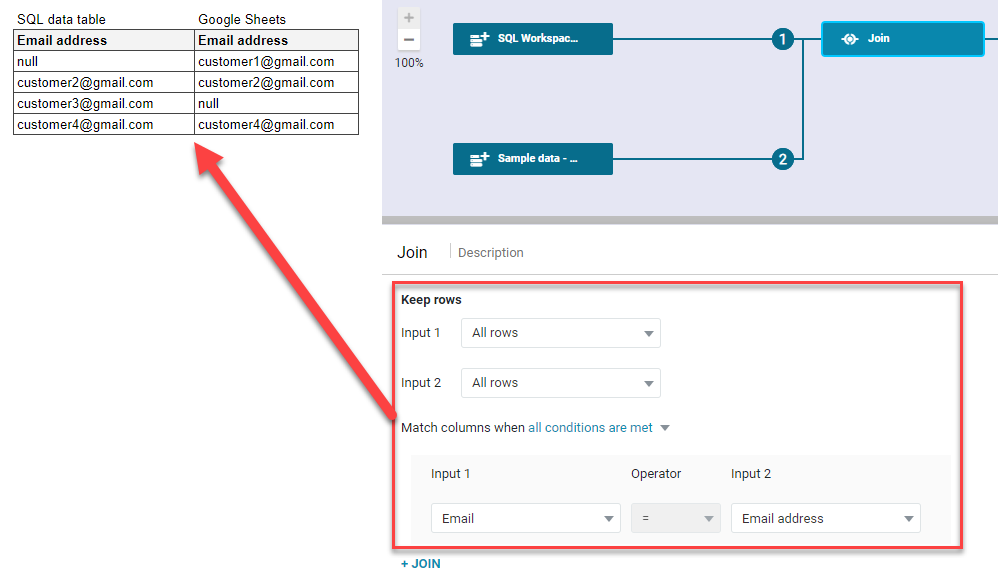 SQL data table Google Sheets
Email address Email address
null customer1@gmail.com
customer2@gmail.com customer2@gmail.com
customer3@gmail.com null
customer4@gmail.com customer4@gmail.com
+
−
100%
SQL Workspac...
1
Join
Sample data - ...
2
Join Description
Keep rows
Input 1 All rows
Input 2 All rows
Match columns when all conditions are met
Input 1 Operator Input 2
Email = Email address
+ JOIN